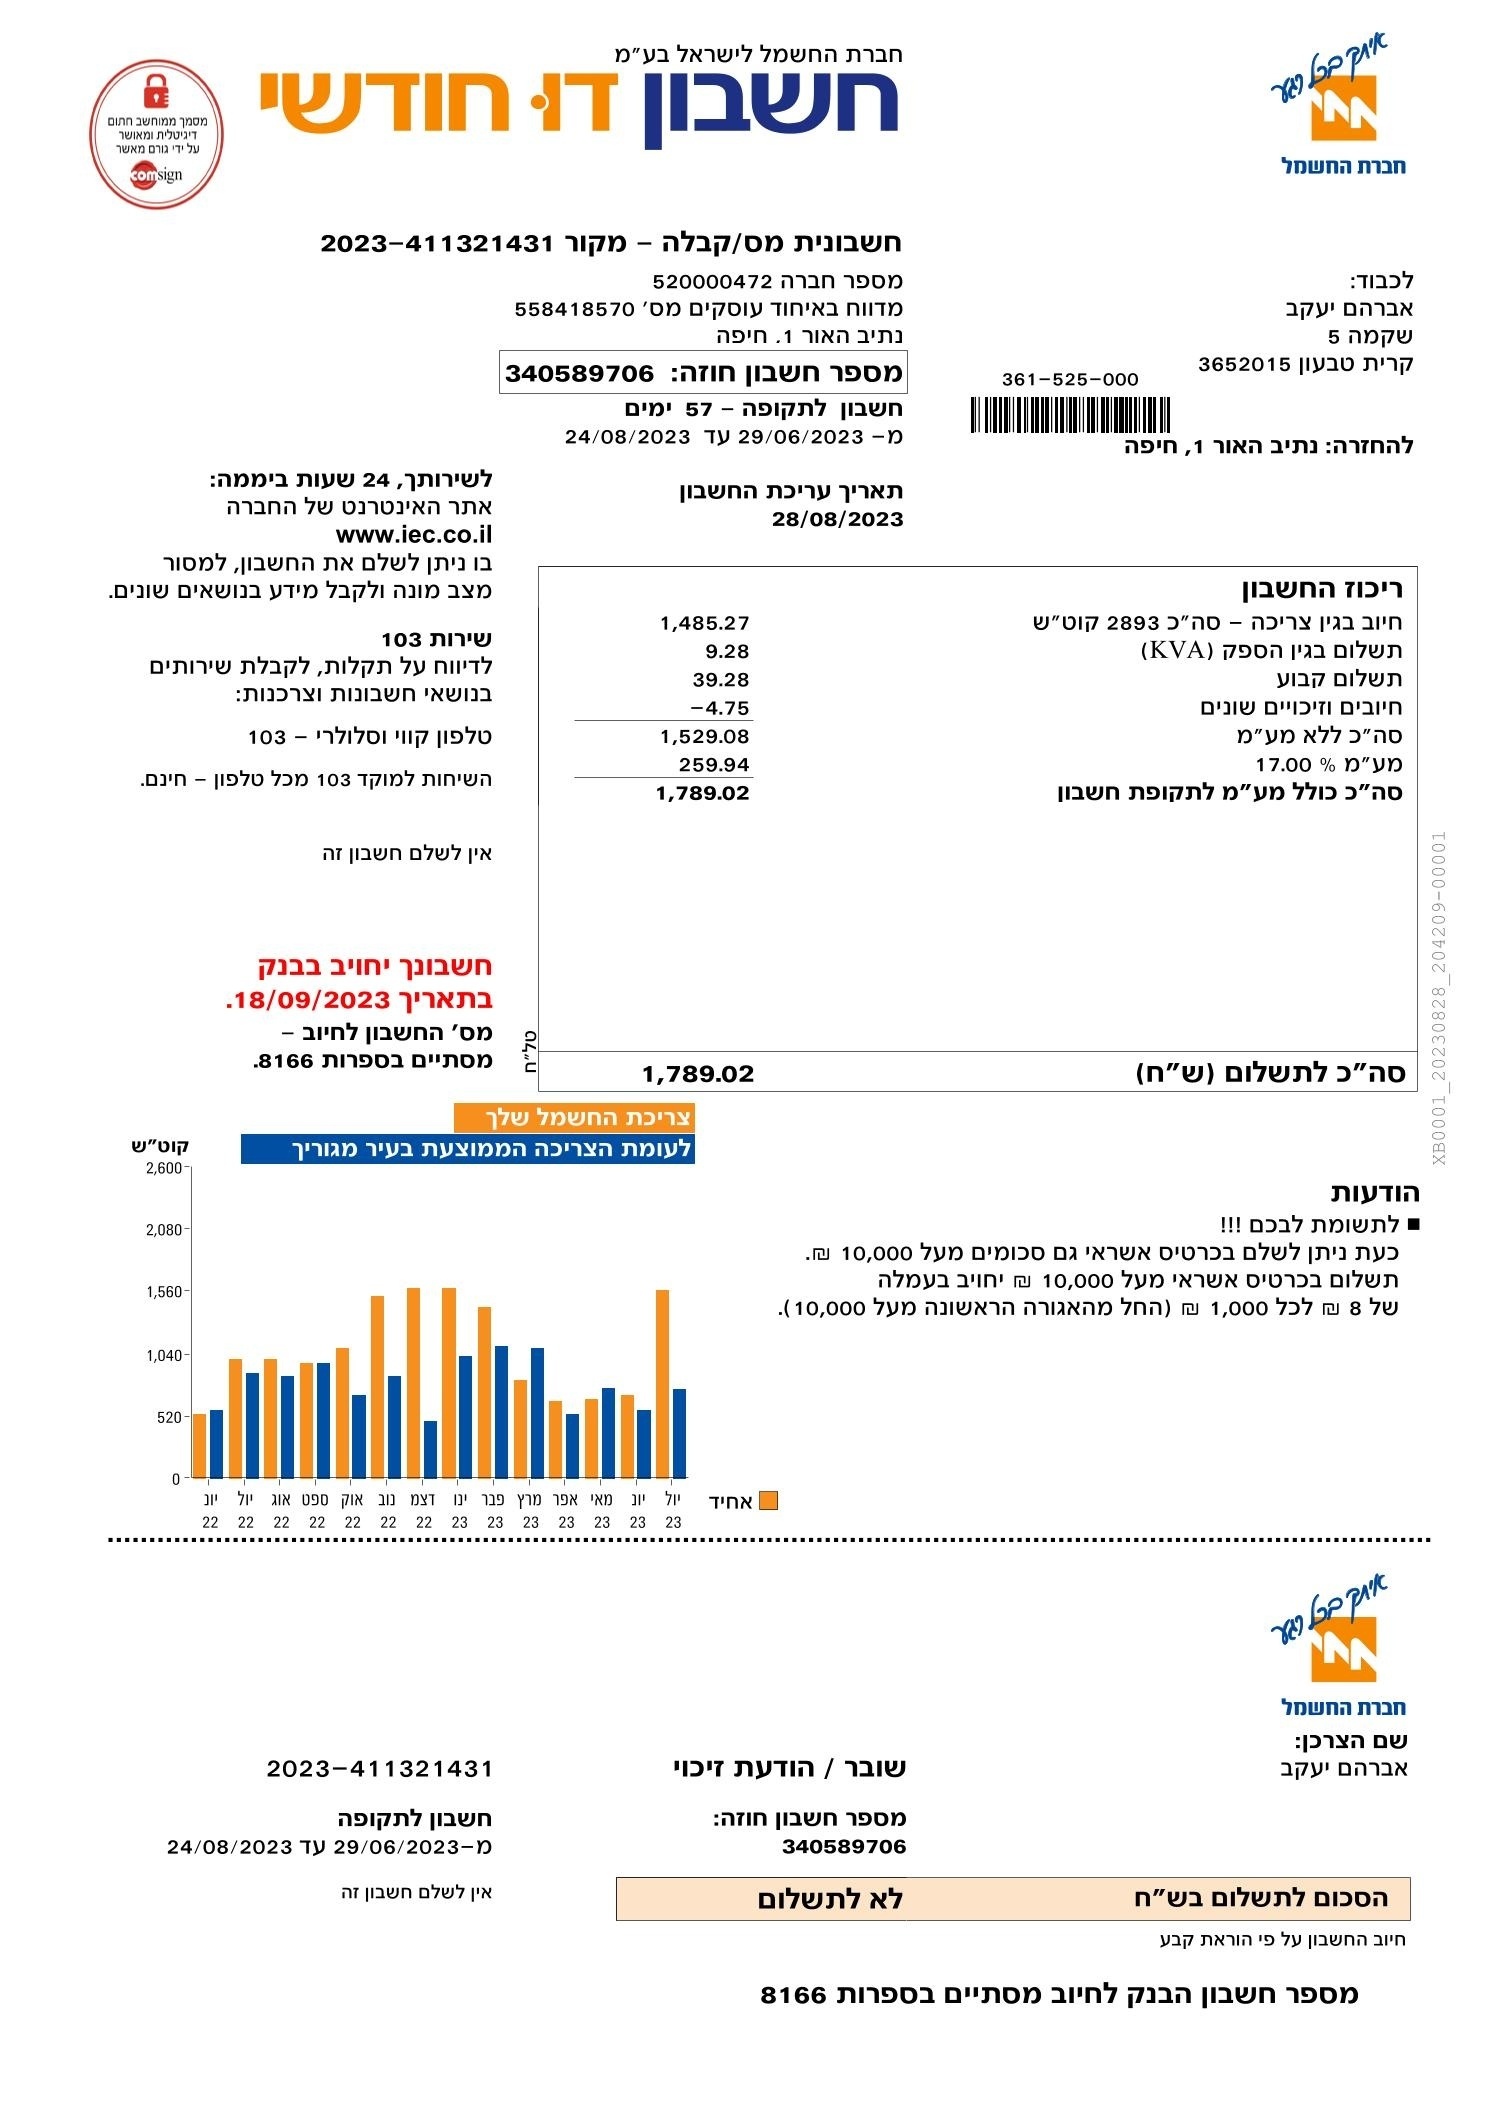 איתך בכל רגע
חברת החשמל
חברת החשמל לישראל בע"מ
חשבון דו-חודשי
מסמך ממוחשב חתום
דיגיטלית ומאושר
על ידי גורם מאשר
comsign
חשבונית מס/קבלה – מקור 2023–411321431
מספר חברה 520000472
מדווח באיחוד עוסקים מס' 558418570
נתיב האור 1. חיפה
מספר חשבון חוזה: 340589706
חשבון לתקופה – 57 ימים
מ– 29/06/2023 עד 24/08/2023
תאריך עריכת החשבון
28/08/2023
לכבוד:
אברהם יעקב
שקמה 5
קרית טבעון 3652015
361–525–000
להחזרה: נתיב האור 1, חיפה
לשירותך, 24 שעות ביממה:
אתר האינטרנט של החברה
www.iec.co.il
בו ניתן לשלם את החשבון, למסור
מצב מונה ולקבל מידע בנושאים שונים.
שירות 103
לדיווח על תקלות, לקבלת שירותים
בנושאי חשבונות וצרכנות:
טלפון קווי וסלולרי – 103
השיחות למוקד 103 מכל טלפון – חינם.
אין לשלם חשבון זה
חשבונך יחויב בבנק
בתאריך 18/09/2023.
מס' החשבון לחיוב –
מסתיים בספרות 8166.
ריכוז החשבון
חיוב בגין צריכה – סה"כ 2893 קוט"ש 1,485.27
תשלום בגין הספק (KVA) 9.28
תשלום קבוע 39.28
חיובים וזיכויים שונים –4.75
סה"כ ללא מע"מ 1,529.08
מע"מ % 17.00 259.94
סה"כ כולל מע"מ לתקופת חשבון 1,789.02
סה"כ לתשלום (ש"ח) 1,789.02
טל"ח
XB0001_20230828_204209-00001
הודעות
■ לתשומת לבכם !!!
כעת ניתן לשלם בכרטיס אשראי גם סכומים מעל 10,000 ₪.
תשלום בכרטיס אשראי מעל 10,000 ₪ יחויב בעמלה
של 8 ₪ לכל 1,000 ₪ (החל מהאגורה הראשונה מעל 10,000).
צריכת החשמל שלך
לעומת הצריכה הממוצעת בעיר מגוריך
קוט"ש
2,600
2,080
1,560
1,040
520
0
יונ יול אוג ספט אוק נוב דצמ ינו פבר מרץ אפר מאי יונ יול
22 22 22 22 22 22 22 23 23 23 23 23 23 23
אחיד
איתך בכל רגע
חברת החשמל
שם הצרכן:
אברהם יעקב
שובר / הודעת זיכוי
2023–411321431
מספר חשבון חוזה:
340589706
חשבון לתקופה
מ–29/06/2023 עד 24/08/2023
אין לשלם חשבון זה
הסכום לתשלום בש"ח לא לתשלום
חיוב החשבון על פי הוראת קבע
מספר חשבון הבנק לחיוב מסתיים בספרות 8166